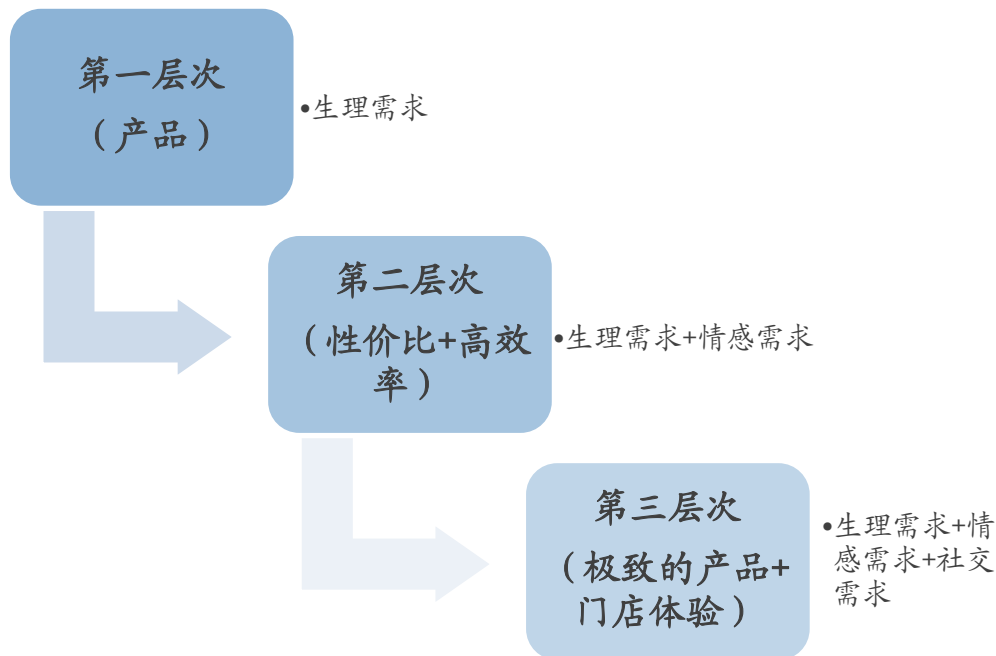 第一层次
（产品）
•生理需求
第二层次
（性价比+高效
率）
•生理需求+情感需求
第三层次
（极致的产品+
门店体验）
•生理需求+情
感需求+社交
需求